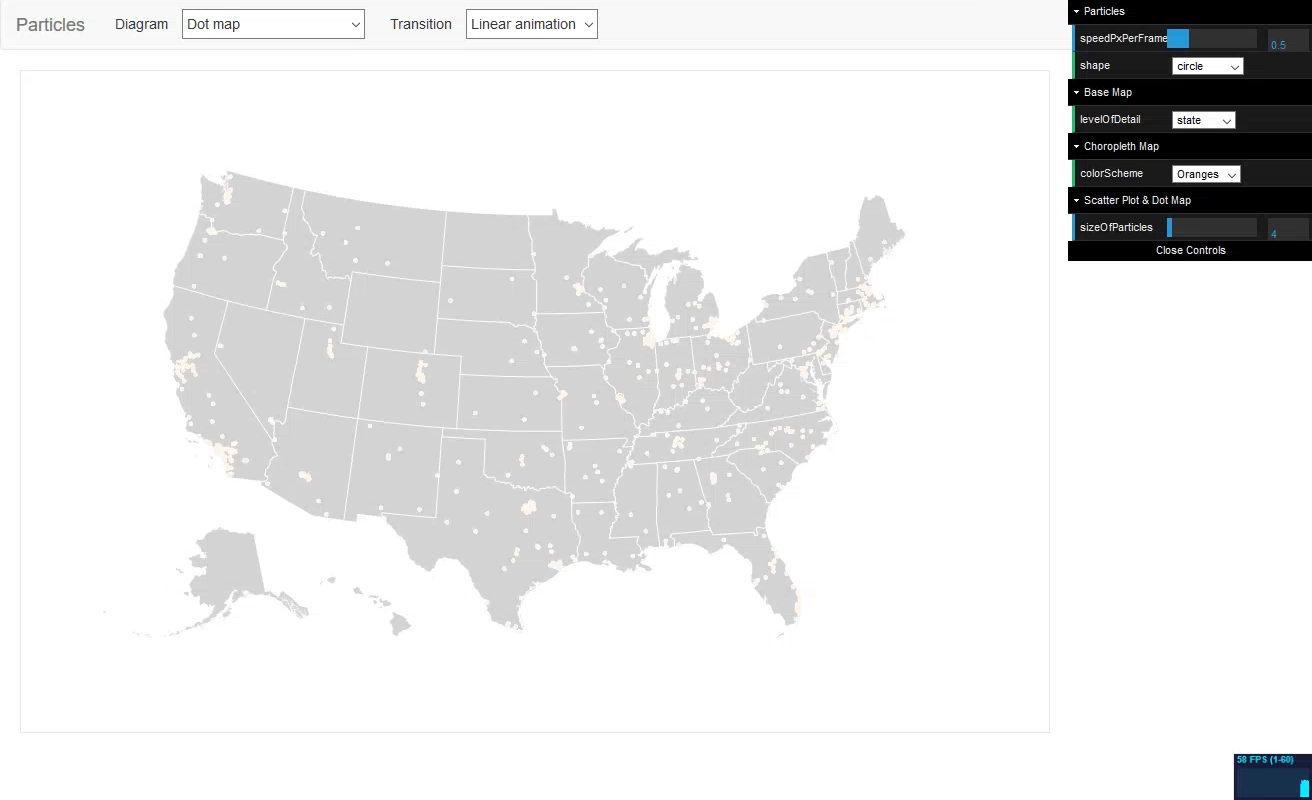 Particles Diagram Dot map Transition Linear animation
Particles
speedPxPerFrame 0.5
shape circle
Base Map
levelOfDetail state
Choropleth Map
colorScheme Oranges
Scatter Plot & Dot Map
sizeOfParticles 4
Close Controls
58 FPS (1-60)